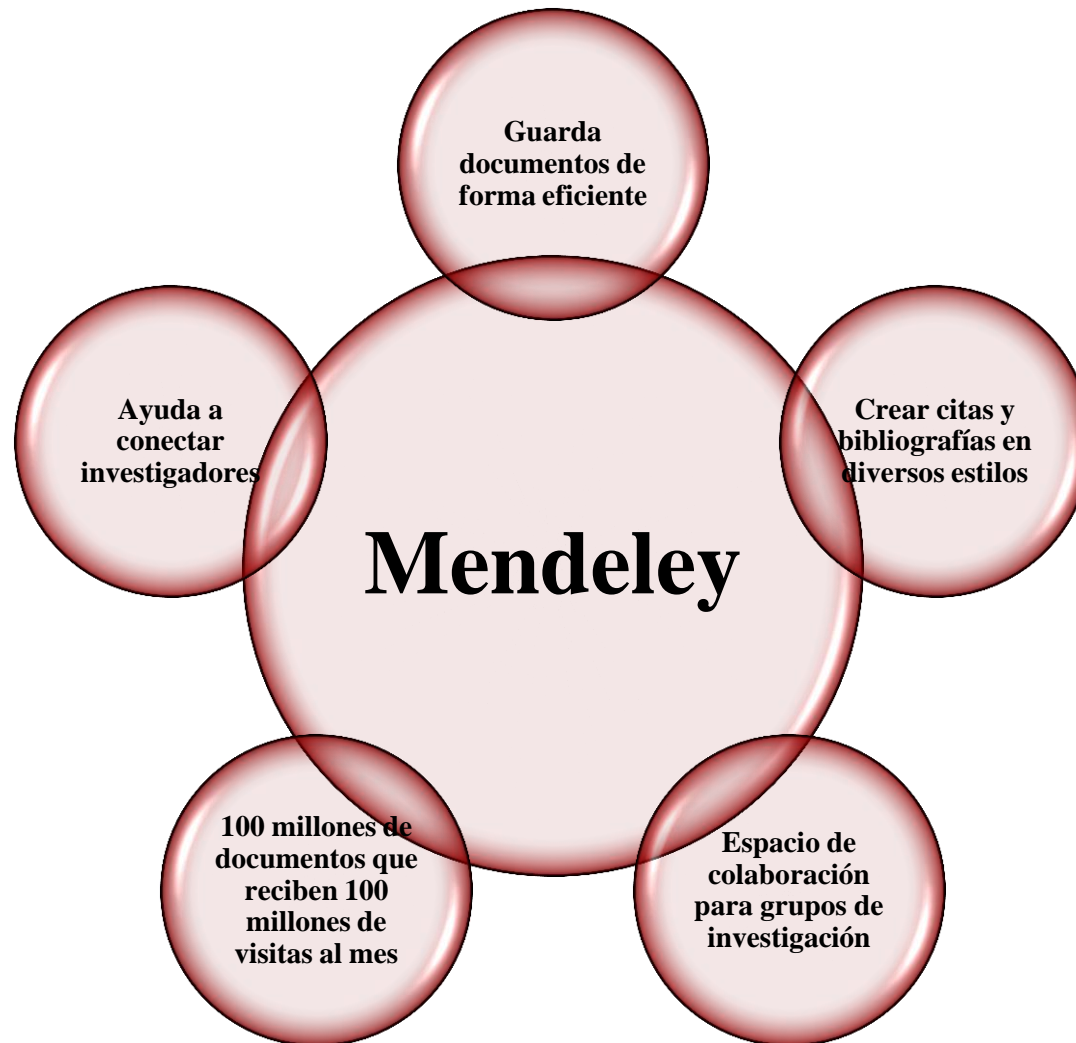 Guarda
documentos de
forma eficiente
Ayuda a
conectar
investigadores
Crear citas y
bibliografías en
diversos estilos
Mendeley
100 millones de
documentos que
reciben 100
millones de
visitas al mes
Espacio de
colaboración
para grupos de
investigación